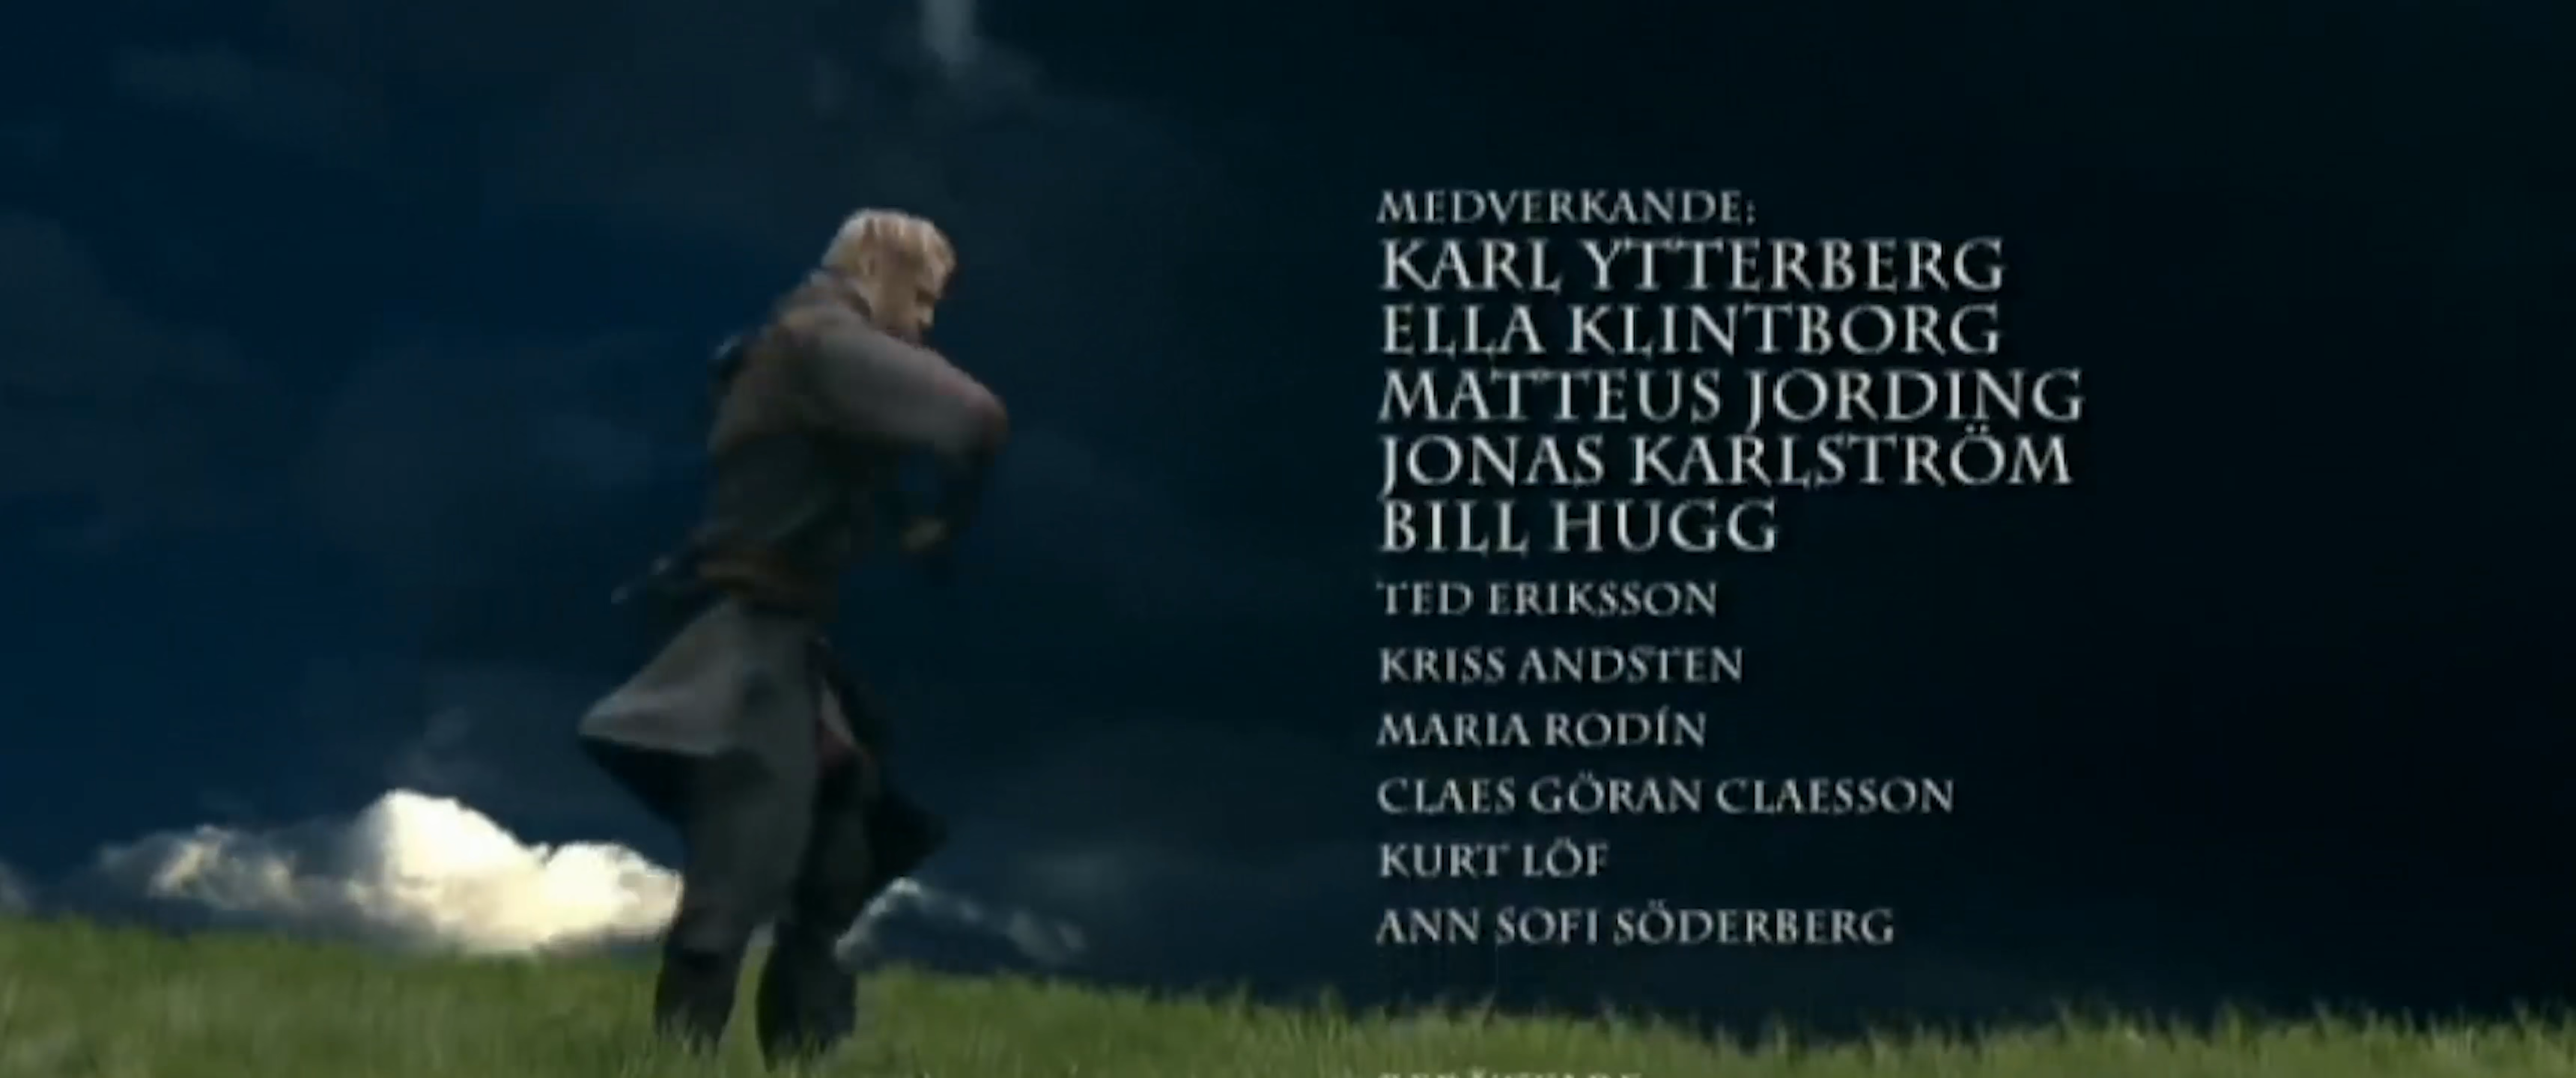 MEDVERKANDE:
KARL YTTERBERG
ELLA KLINTBORG
MATTEUS JORDING
JONAS KARLSTRÖM
BILL HUGG
TED ERIKSSON
KRISS ANDSTEN
MARIA RODÍN
CLAES GÖRAN CLAESSON
KURT LÖF
ANN SOFI SÖDERBERG